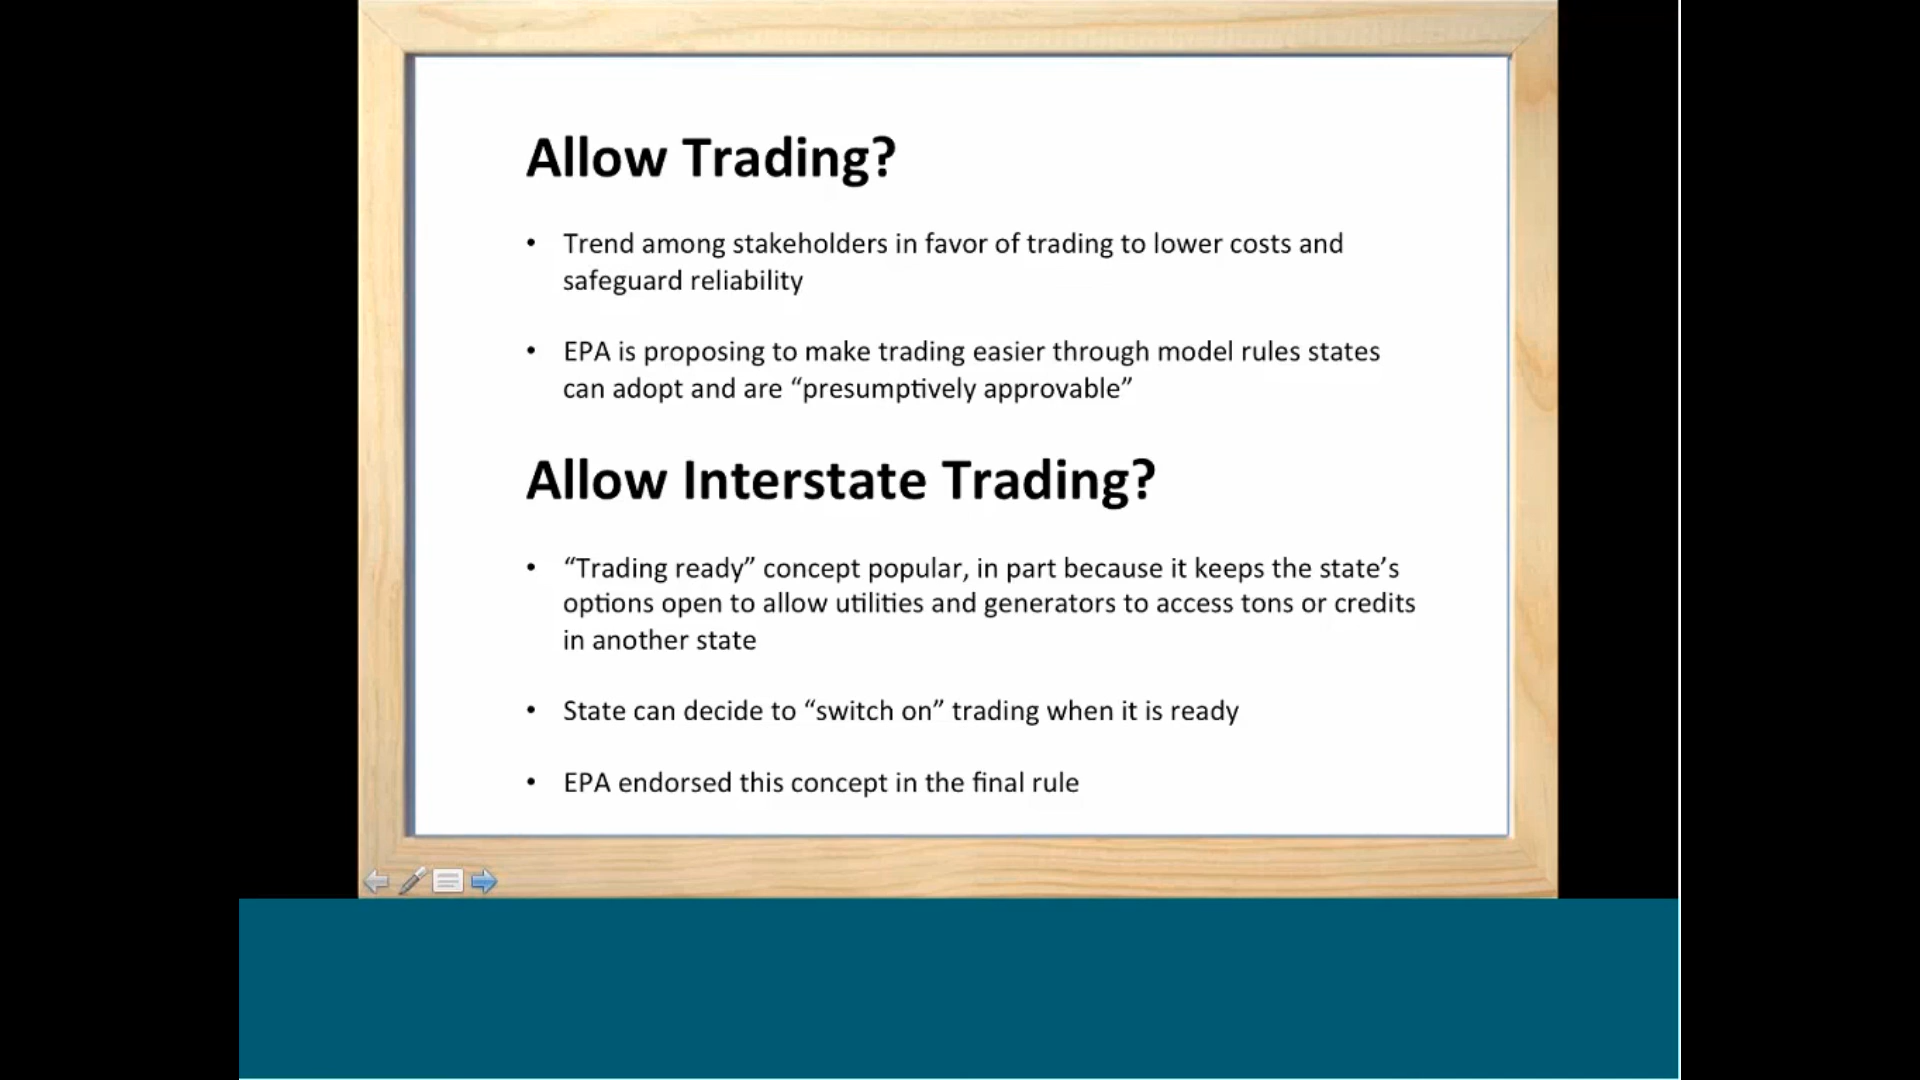 Allow Trading?
• Trend among stakeholders in favor of trading to lower costs and
safeguard reliability
• EPA is proposing to make trading easier through model rules states
can adopt and are “presumptively approvable”
Allow Interstate Trading?
• “Trading ready” concept popular, in part because it keeps the state’s
options open to allow utilities and generators to access tons or credits
in another state
• State can decide to “switch on” trading when it is ready
• EPA endorsed this concept in the final rule